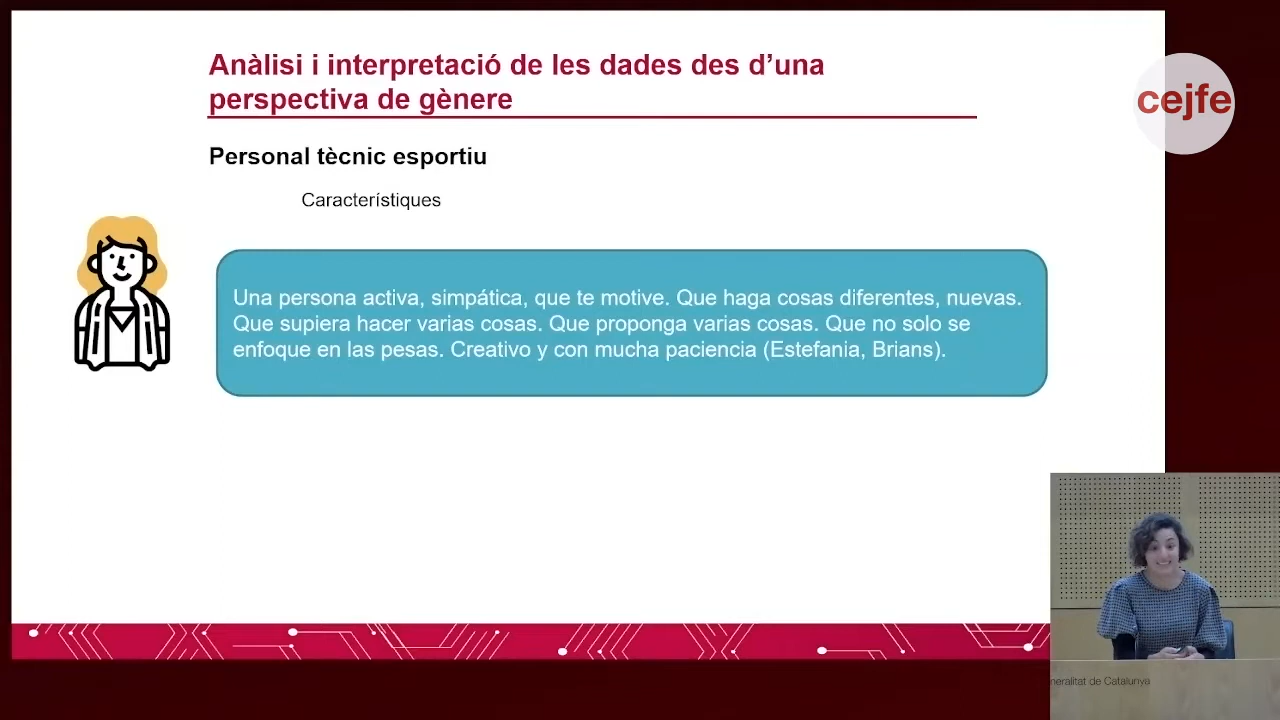 Anàlisi i interpretació de les dades des d’una
perspectiva de gènere
cejfe
Personal tècnic esportiu
Característiques
Una persona activa, simpática, que te motive. Que haga cosas diferentes, nuevas.
Que supiera hacer varias cosas. Que proponga varias cosas. Que no solo se
enfoque en las pesas. Creativo y con mucha paciencia (Estefania, Brians).
neralitat de Catalunya